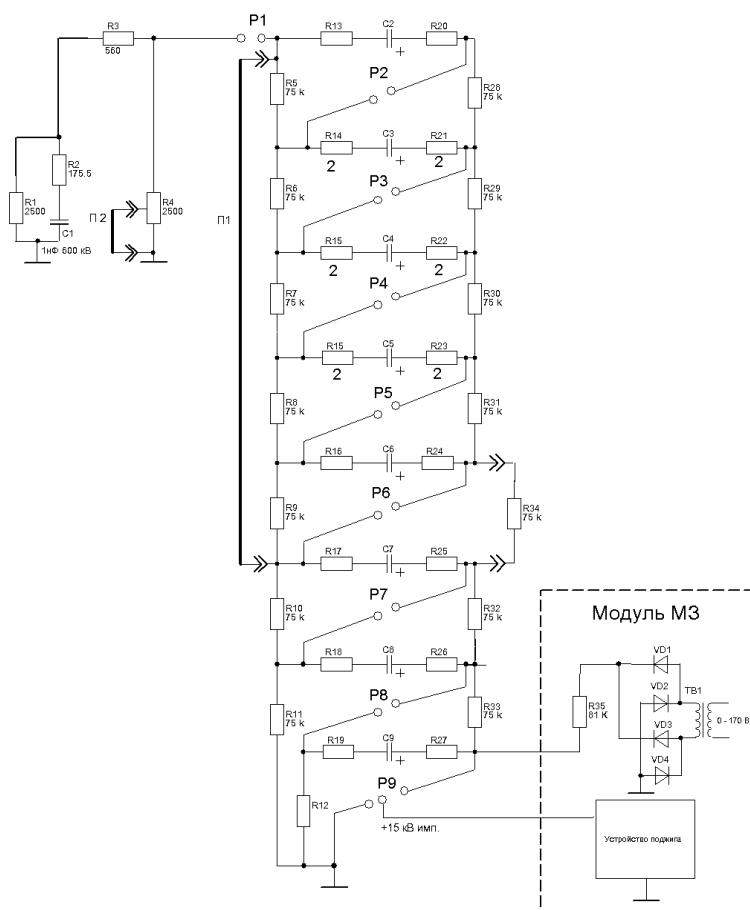 P1
R3
560
R13
C2
+
R20
P2
R5
75 k
R28
75 k
R14
2
C3
+
R21
2
R2
175.5
R1
2500
C1
1нФ 600 кВ
П 2
R4
2500
П1
P3
R6
75 k
R29
75 k
R15
2
C4
+
R22
2
P4
R7
75 k
R30
75 k
R15
2
C5
+
R23
2
P5
R8
75 k
R31
75 k
R16
C6
+
R24
P6
R9
75 k
R34
75 k
R17
C7
+
R25
P7
R10
75 k
R32
75 k
R18
C8
+
R26
P8
R11
75 k
R33
75 k
R19
C9
+
R27
P9
R12
+15 кВ имп.
Модуль М3
VD1
VD2
VD3
VD4
ТВ1
0 - 170 В
R35
81 К
Устройство поджига